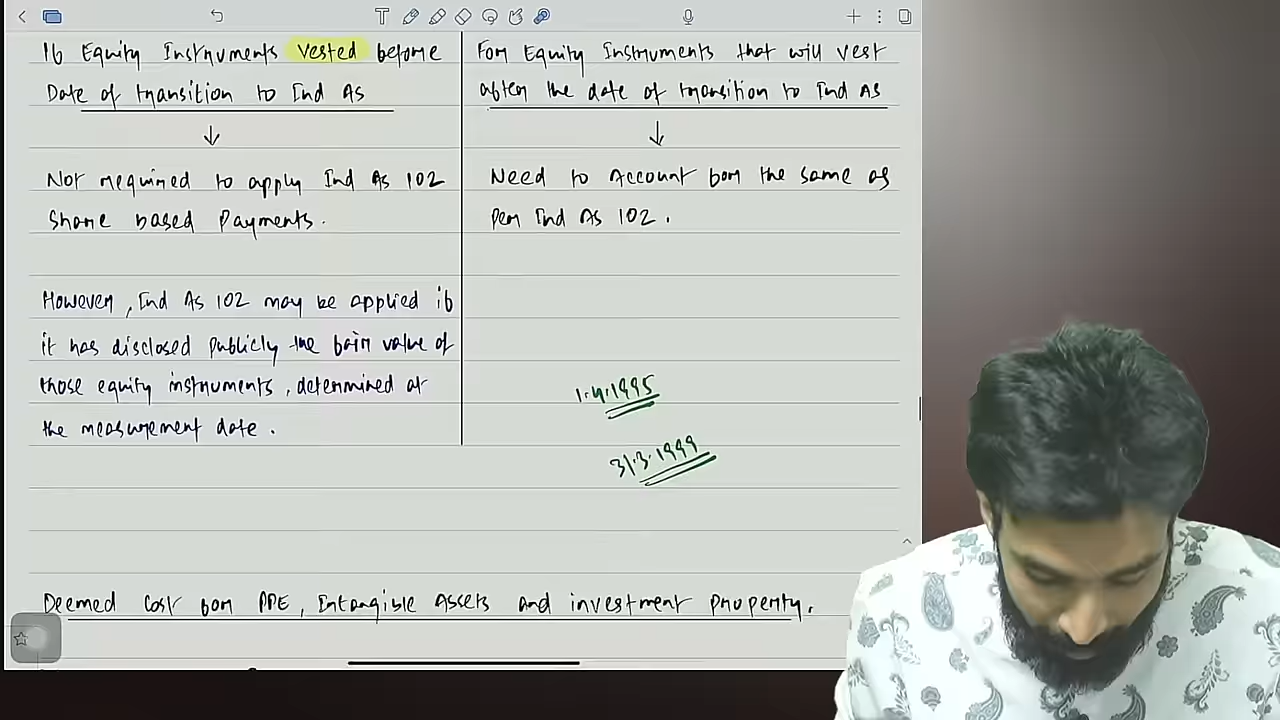 If Equity Instruments vested before
Date of transition to Ind AS
Not required to apply Ind As 102
Share based Payments.
However, Ind As 102 may be applied if
it has disclosed publicly the fair value of
those equity instruments, determined at
the measurement date.
For Equity Instruments that will vest
after the date of transition to Ind AS
Need to Account for the same as
per Ind As 102.
1.4.1995
31.3.1999
Deemed Cost for PPE, Intangible Assets and investment Property.